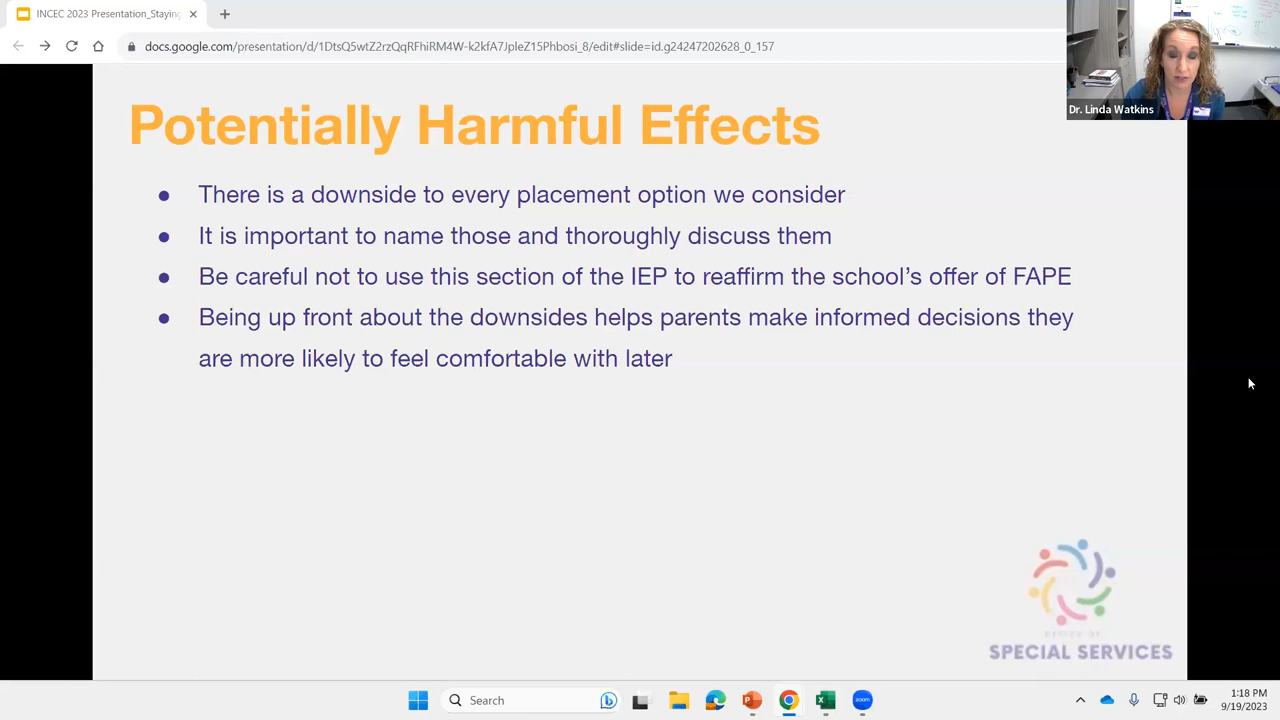 INCEC 2023 Presentation_Staying
docs.google.com/presentation/d/1DtsQ5wtZ2rzQqRFhiRM4W-k2kfA7JpleZ15Phbosi_8/edit#slide=id.g24247202628_0_157
Dr. Linda Watkins
Potentially Harmful Effects
● There is a downside to every placement option we consider
● It is important to name those and thoroughly discuss them
● Be careful not to use this section of the IEP to reaffirm the school’s offer of FAPE
● Being up front about the downsides helps parents make informed decisions they
are more likely to feel comfortable with later
OFFICE OF
SPECIAL SERVICES
Search
zoom
1:18 PM
9/19/2023